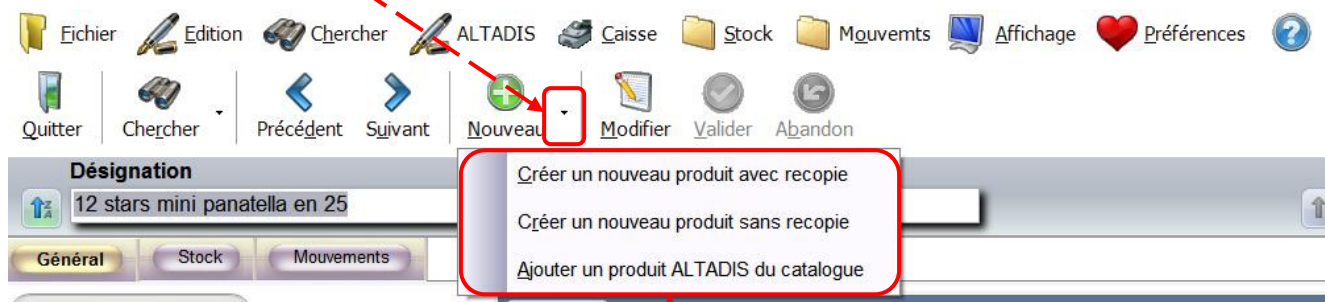 Fichier Edition Chercher ALTADIS Caisse Stock Mouvemts Affichage Préférences ?
Quitter Chercher Précédent Suivant Nouveau Modifier Valider Abandon
Désignation
12 stars mini panatella en 25
Créer un nouveau produit avec recopie
Créer un nouveau produit sans recopie
Ajouter un produit ALTADIS du catalogue
Général Stock Mouvements